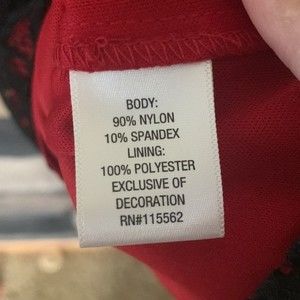 BODY:
90% NYLON
10% SPANDEX
LINING:
100% POLYESTER
EXCLUSIVE OF
DECORATION
RN#115562